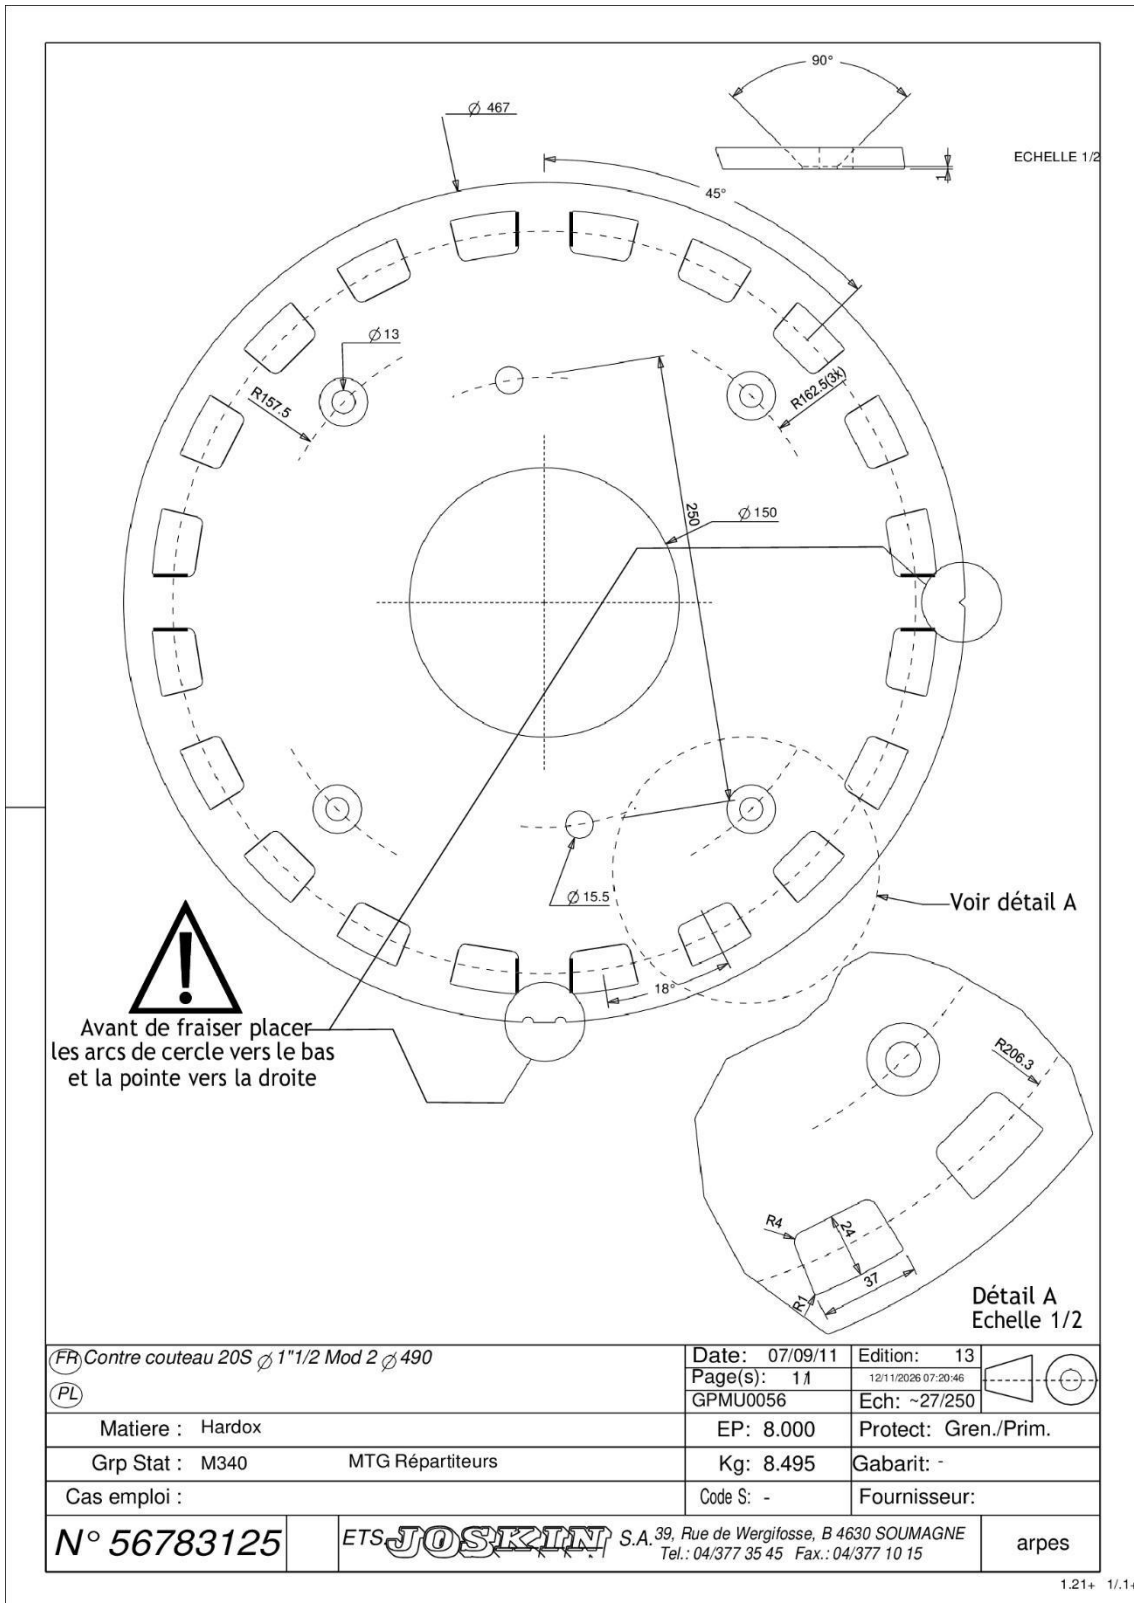 90°
ECHELLE 1/2
1
∅ 467
45°
∅ 13
R157.5
R162.5(3x)
250
∅ 150
∅ 15.5
18°
Voir détail A
Avant de fraiser placer
les arcs de cercle vers le bas
et la pointe vers la droite
R206.3
R4
24
37
R1
Détail A
Echelle 1/2
FR Contre couteau 20S ∅ 1"1/2 Mod 2 ∅ 490
PL
Date: 07/09/11
Edition: 13
Page(s): 1/1
12/11/2026 07:20:46
GPMU0056
Ech: ~27/250
Matiere : Hardox
EP: 8.000
Protect: Gren./Prim.
Grp Stat : M340 MTG Répartiteurs
Kg: 8.495
Gabarit: -
Cas emploi :
Code S: -
Fournisseur:
N° 56783125
ETS JOSKIN S.A.
39, Rue de Wergifosse, B 4630 SOUMAGNE
Tel.: 04/377 35 45 Fax.: 04/377 10 15
arpes
1.21+ 1/.1+